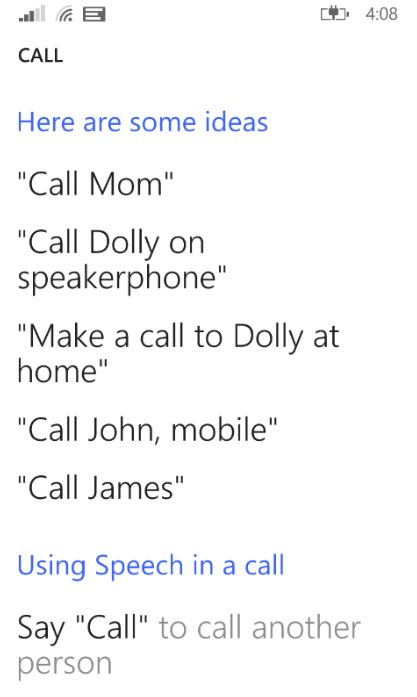 4:08
CALL
Here are some ideas
"Call Mom"
"Call Dolly on
speakerphone"
"Make a call to Dolly at
home"
"Call John, mobile"
"Call James"
Using Speech in a call
Say "Call" to call another
person